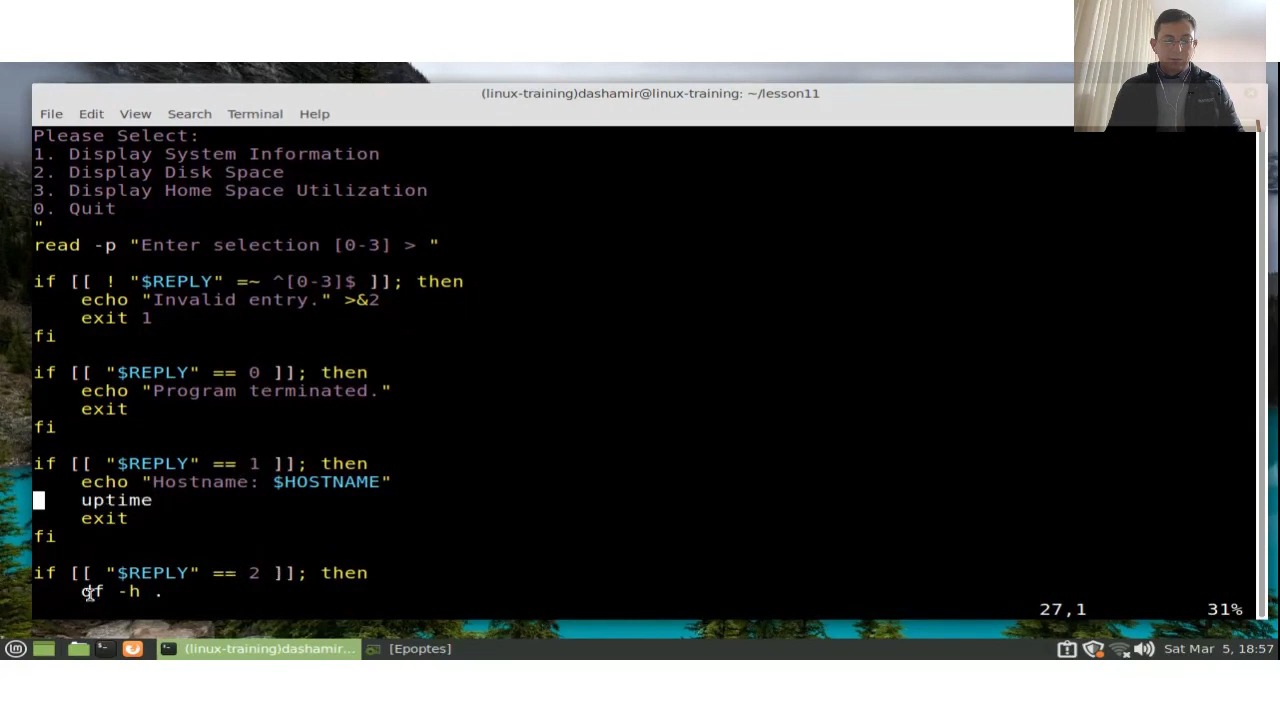 (linux-training)dashamir@linux-training: ~/lesson11
File Edit View Search Terminal Help
Please Select:
1. Display System Information
2. Display Disk Space
3. Display Home Space Utilization
0. Quit
"
read -p "Enter selection [0-3] > "
if [[ ! "$REPLY" =~ ^[0-3]$ ]]; then
    echo "Invalid entry." >&2
    exit 1
fi
if [[ "$REPLY" == 0 ]]; then
    echo "Program terminated."
    exit
fi
if [[ "$REPLY" == 1 ]]; then
    echo "Hostname: $HOSTNAME"
    uptime
    exit
fi
if [[ "$REPLY" == 2 ]]; then
    df -h .
27,1 31%
(linux-training)dashamir... [Epoptes] Sat Mar 5, 18:57